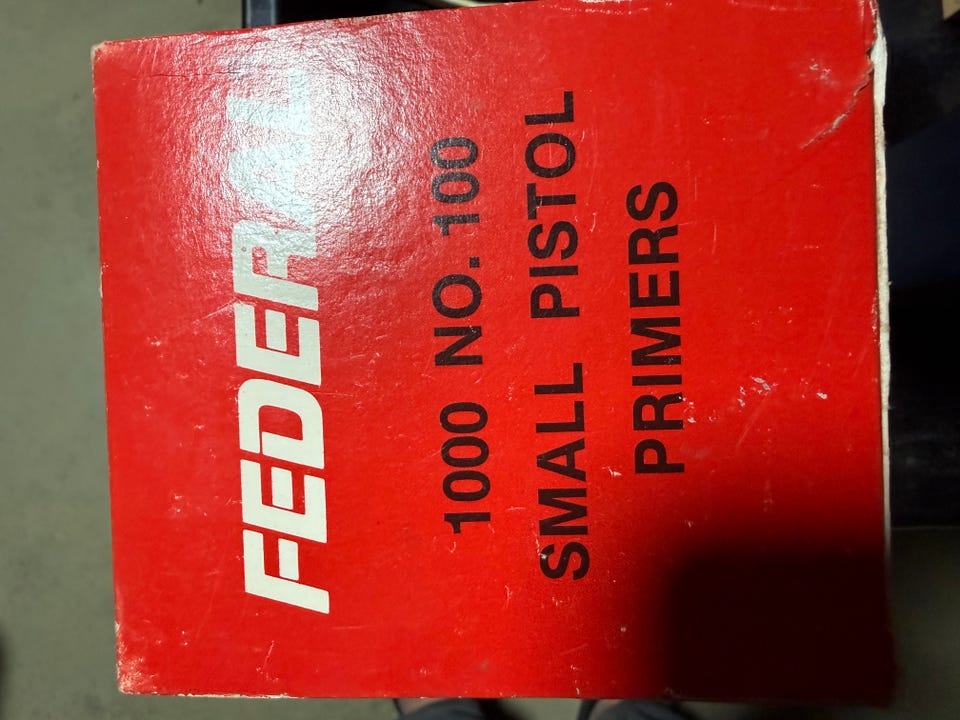 FEDERAL
1000 NO. 100
SMALL PISTOL
PRIMERS